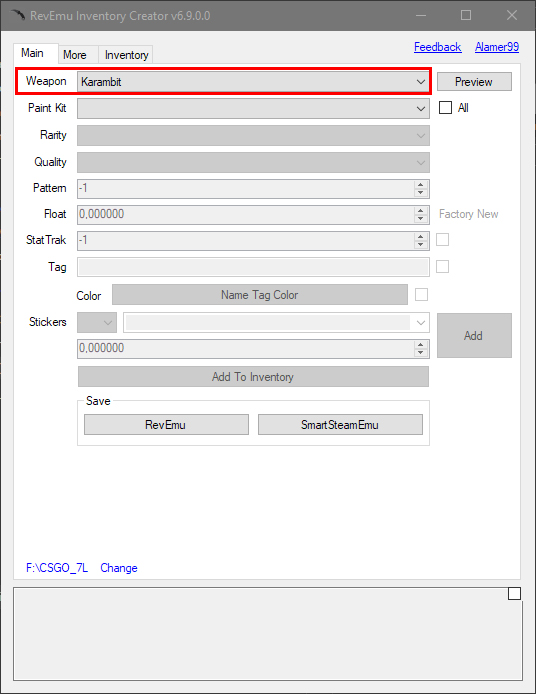 RevEmu Inventory Creator v6.9.0.0
Main More Inventory Feedback Alamer99
Weapon Karambit Preview
Paint Kit All
Rarity
Quality
Pattern -1
Float 0,000000 Factory New
StatTrak -1
Tag
Color Name Tag Color
Stickers
Add
0,000000
Add To Inventory
Save
RevEmu SmartSteamEmu
F:\CSGO_7L Change